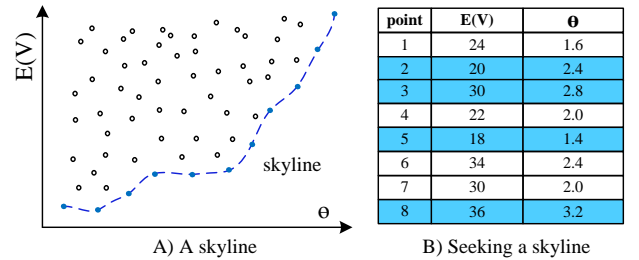 E(V)
skyline
Ɵ
A) A skyline
point E(V) Ɵ
1 24 1.6
2 20 2.4
3 30 2.8
4 22 2.0
5 18 1.4
6 34 2.4
7 30 2.0
8 36 3.2
B) Seeking a skyline